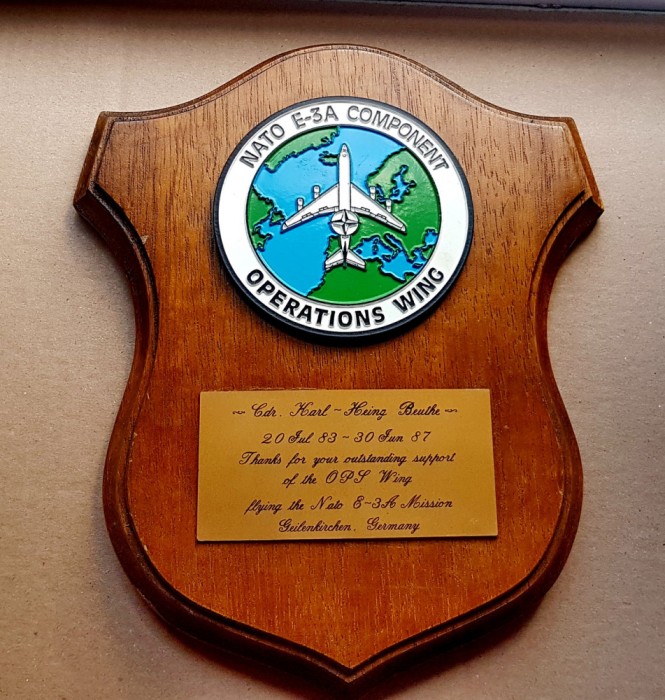 NATO E-3A COMPONENT
OPERATIONS WING
~ Cdr. Karl-Heinz Beuthe ~
20 Jul 83 - 30 Jun 87
Thanks for your outstanding support
of the OPS Wing
flying the Nato E-3A Mission
Geilenkirchen, Germany